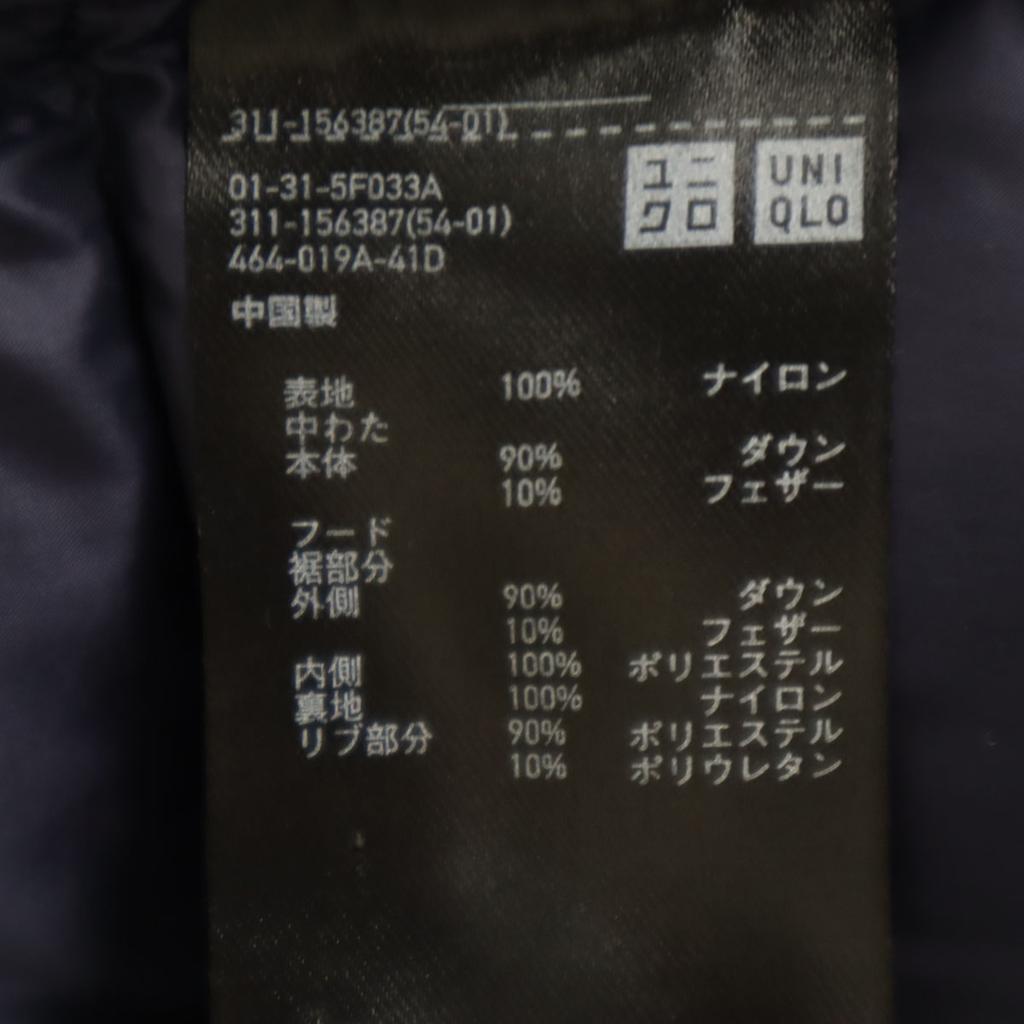 311-156387(54-01)
ユニ
クロ
UNI
QLO
01-31-5F033A
311-156387(54-01)
464-019A-41D
中国製
表地 100% ナイロン
中わた
本体 90% ダウン
10% フェザー
フード
裾部分
外側 90% ダウン
10% フェザー
内側 100% ポリエステル
裏地 100% ナイロン
リブ部分 90% ポリエステル
10% ポリウレタン